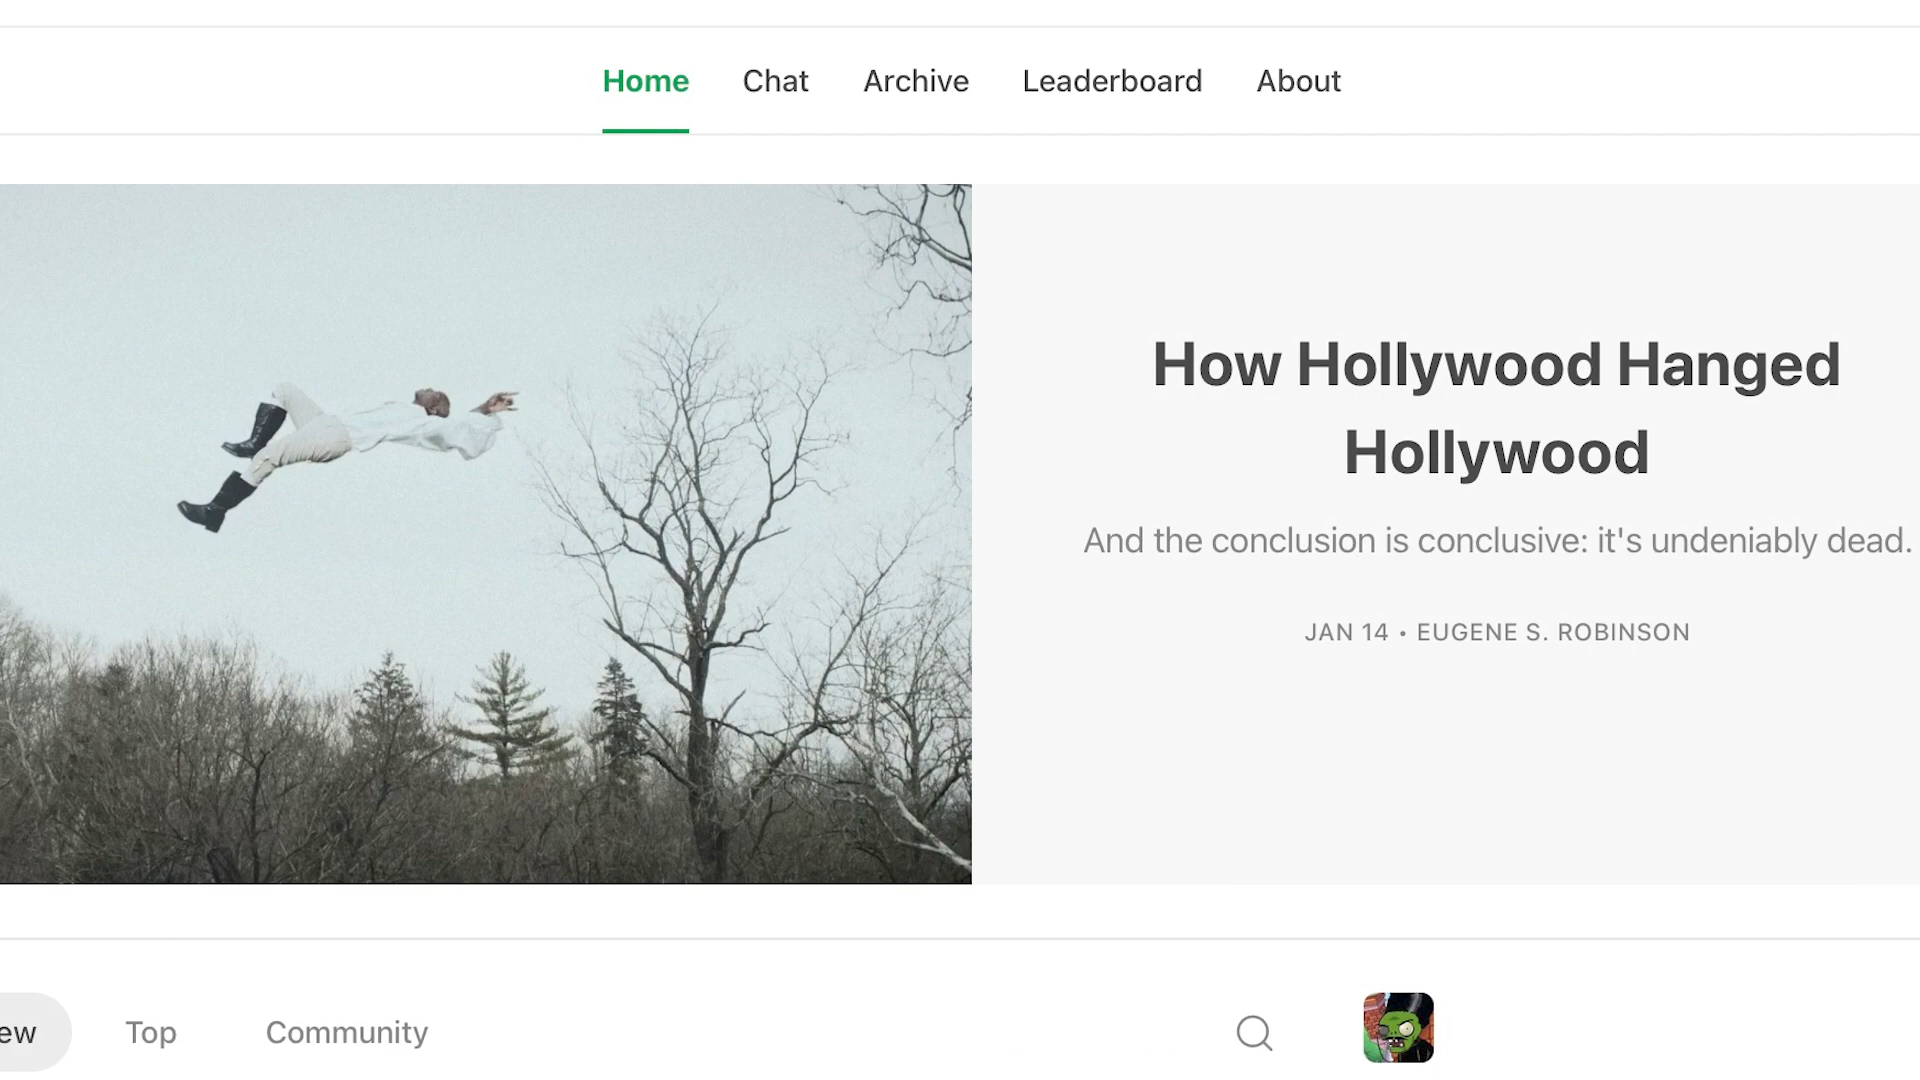 Home Chat Archive Leaderboard About
How Hollywood Hanged
Hollywood
And the conclusion is conclusive: it's undeniably dead.
JAN 14 • EUGENE S. ROBINSON
ew Top Community